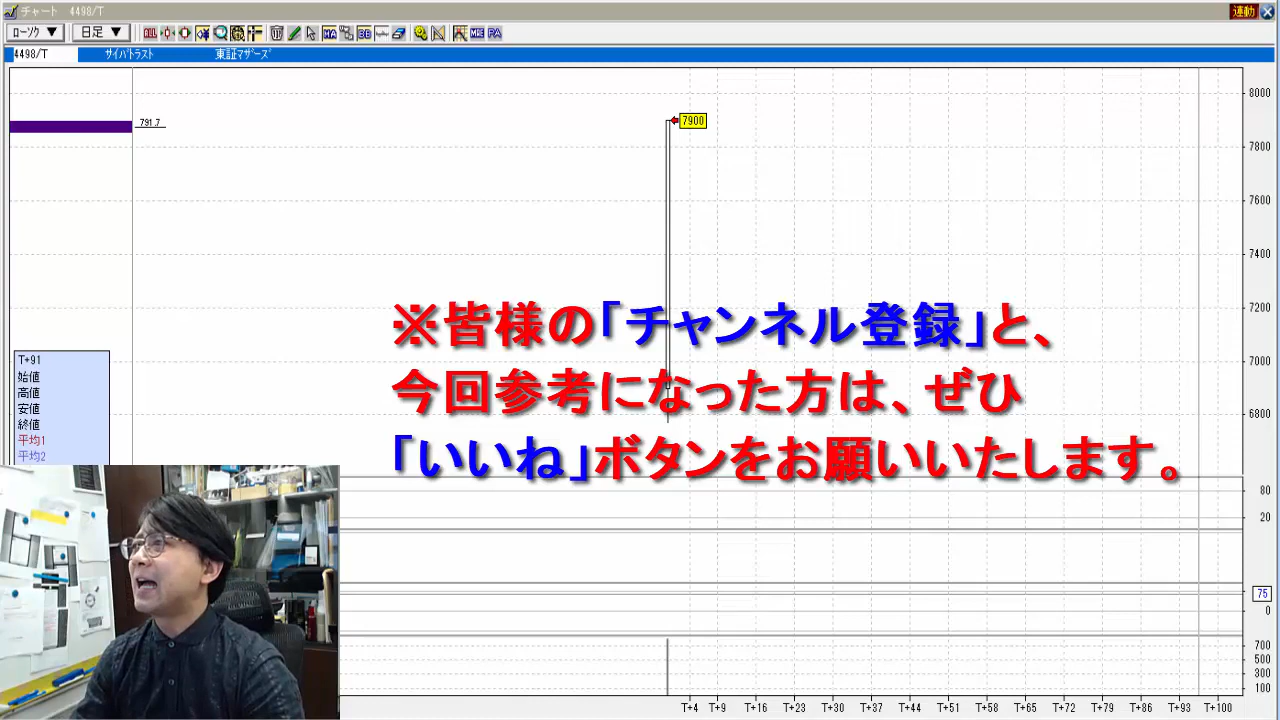 チャート 4498/T
連動
ローソク ▼ 日足 ▼
4498/T サイバトラスト 東証マザーズ
791.7
7900
8000
7800
7600
7400
7200
7000
6800
※皆様の「チャンネル登録」と、
今回参考になった方は、ぜひ
「いいね」ボタンをお願いいたします。
T+91
始値
高値
安値
終値
平均1
平均2
80
20
75
0
700
500
300
100
T+4 T+9 T+16 T+23 T+30 T+37 T+44 T+51 T+58 T+65 T+72 T+79 T+86 T+93 T+100